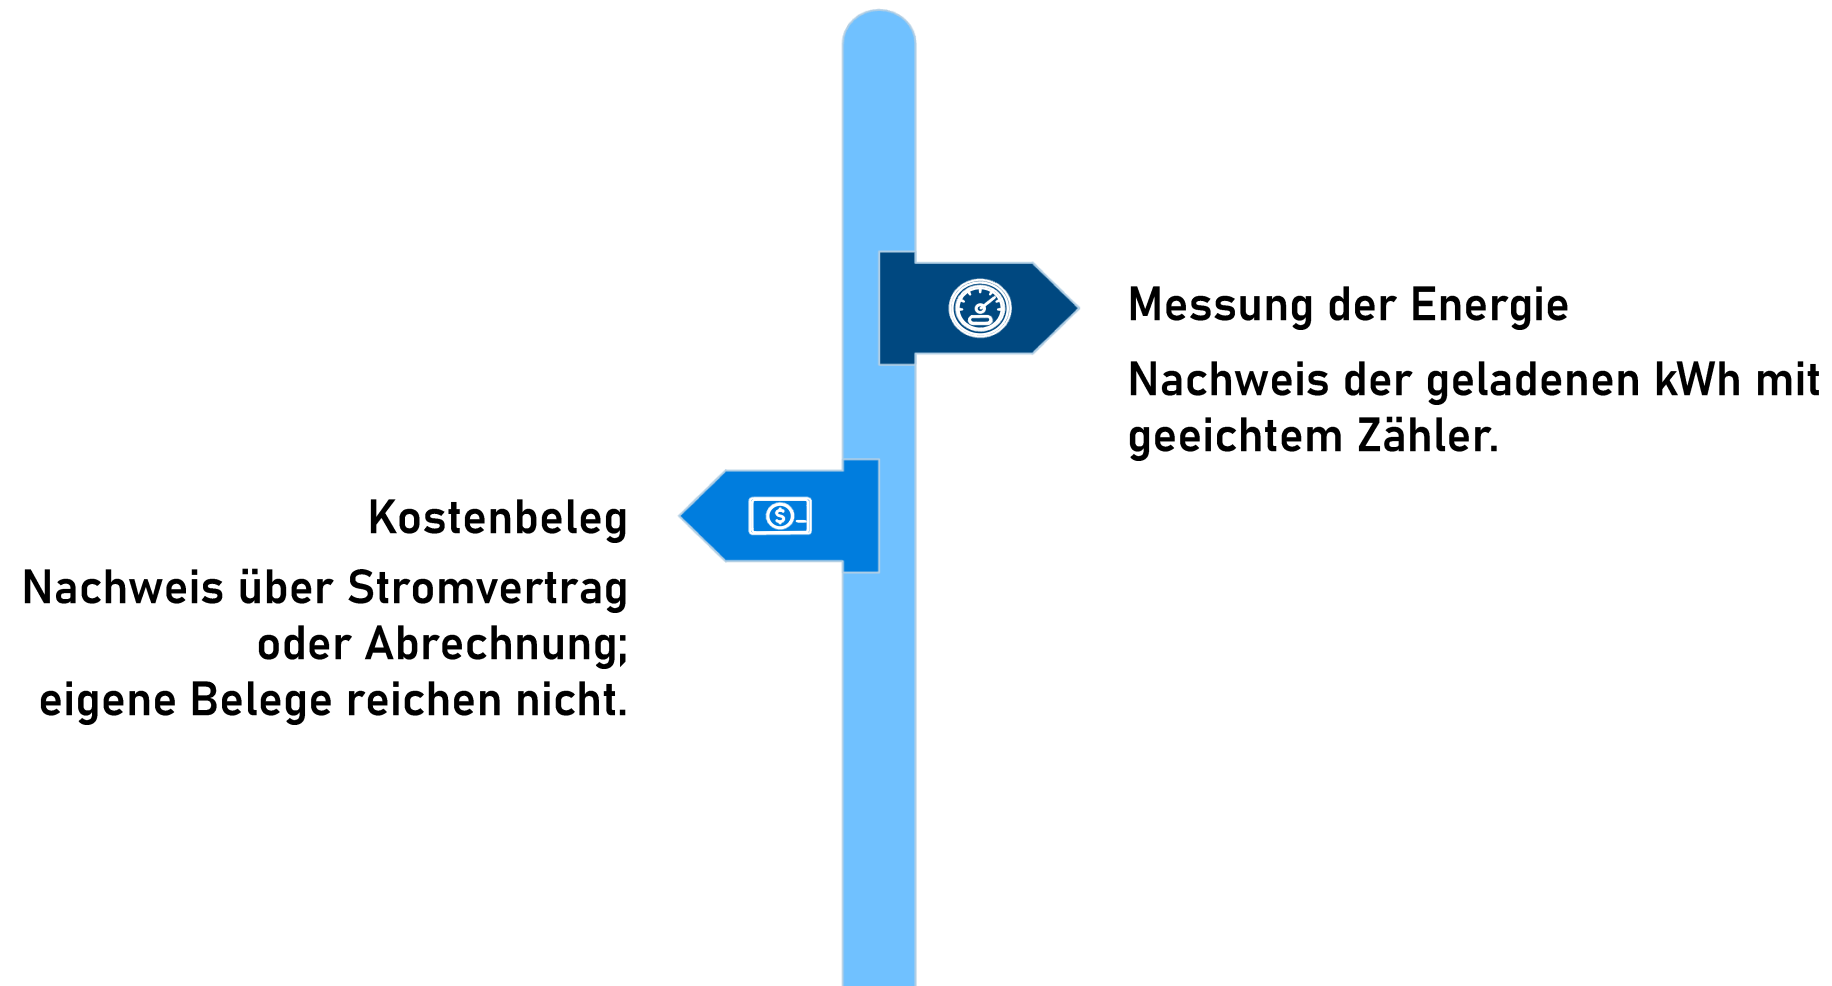 Messung der Energie
Nachweis der geladenen kWh mit
geeichtem Zähler.
$
Kostenbeleg
Nachweis über Stromvertrag
oder Abrechnung;
eigene Belege reichen nicht.